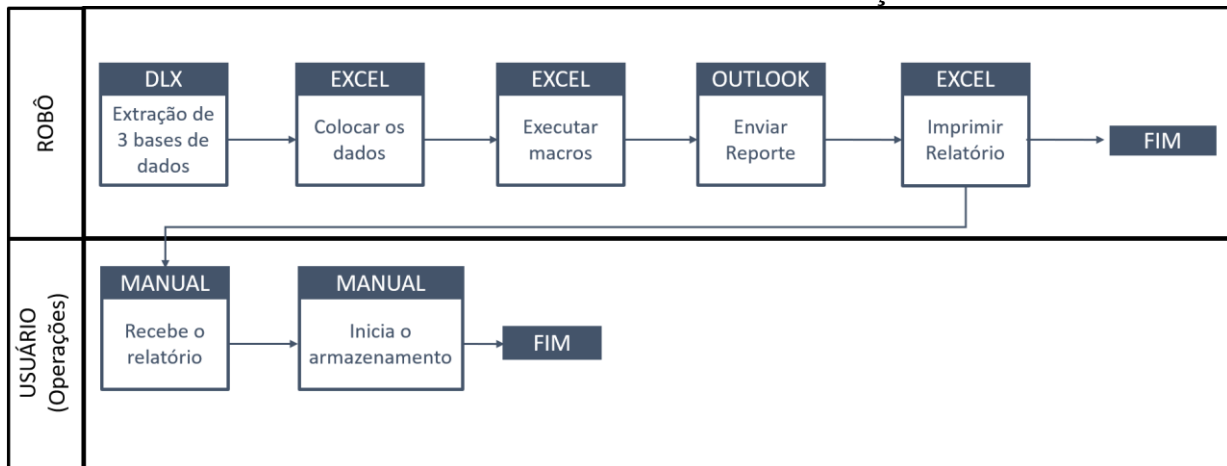 ROBÔ
DLX
Extração de
3 bases de
dados
EXCEL
Colocar os
dados
EXCEL
Executar
macros
OUTLOOK
Enviar
Reporte
EXCEL
Imprimir
Relatório
FIM
USUÁRIO
(Operações)
MANUAL
Recebe o
relatório
MANUAL
Inicia o
armazenamento
FIM